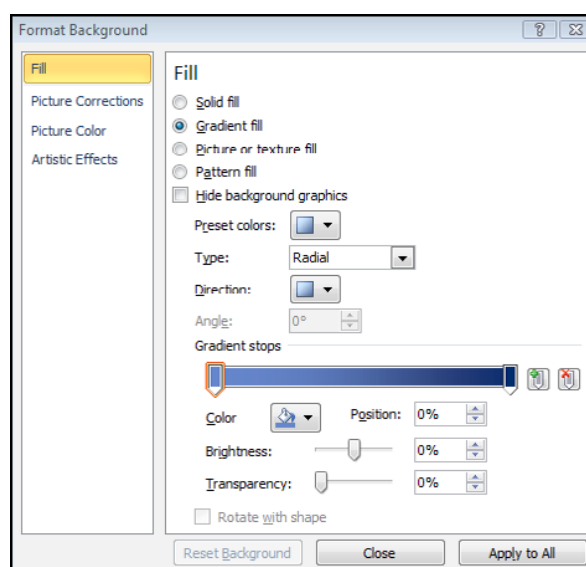 Format Background
?
Fill
Picture Corrections
Picture Color
Artistic Effects
Fill
Solid fill
Gradient fill
Picture or texture fill
Pattern fill
Hide background graphics
Preset colors:
Type: Radial
Direction:
Angle: 0°
Gradient stops
Color Position: 0%
Brightness: 0%
Transparency: 0%
Rotate with shape
Reset Background Close Apply to All